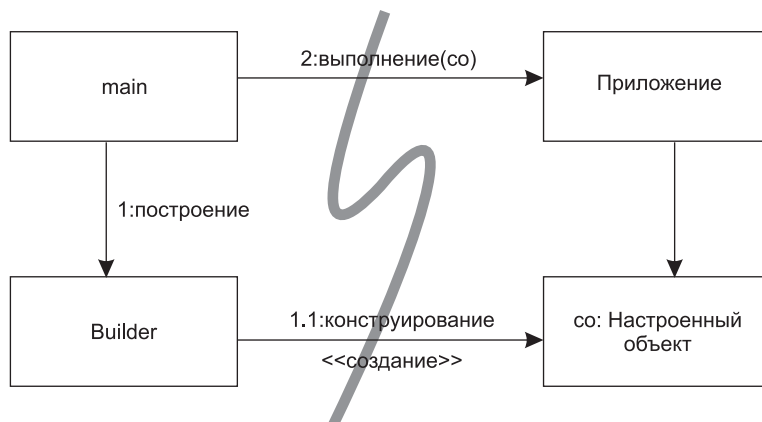 main
2:выполнение(co)
Приложение
1:построение
Builder
1.1:конструирование
<<создание>>
co: Настроенный
объект